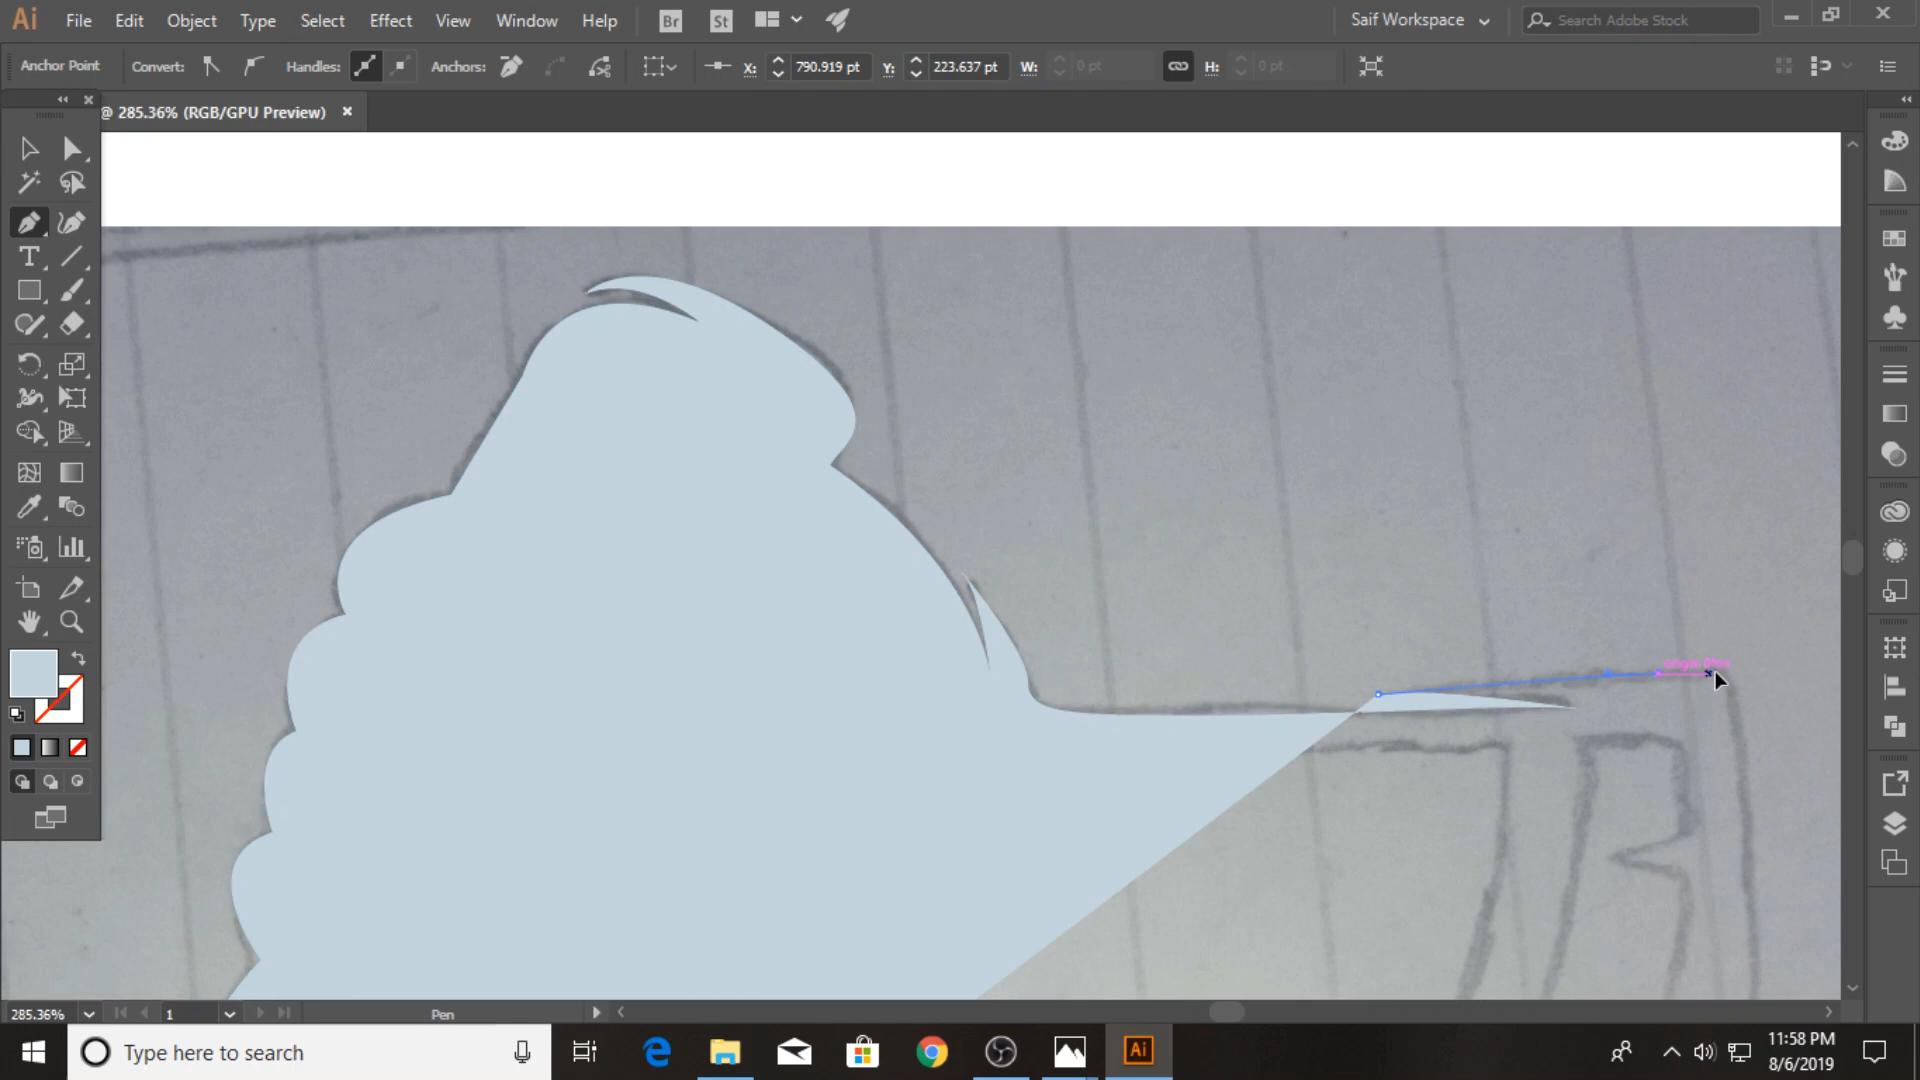 Ai File Edit Object Type Select Effect View Window Help Br St Saif Workspace Search Adobe Stock
Anchor Point Convert: Handles: Anchors: X: 790.919 pt Y: 223.637 pt W: 0 pt H: 0 pt
@ 285.36% (RGB/GPU Preview)
T
JR
285.36% 1 Pen
Type here to search Ai 11:58 PM
8/6/2019